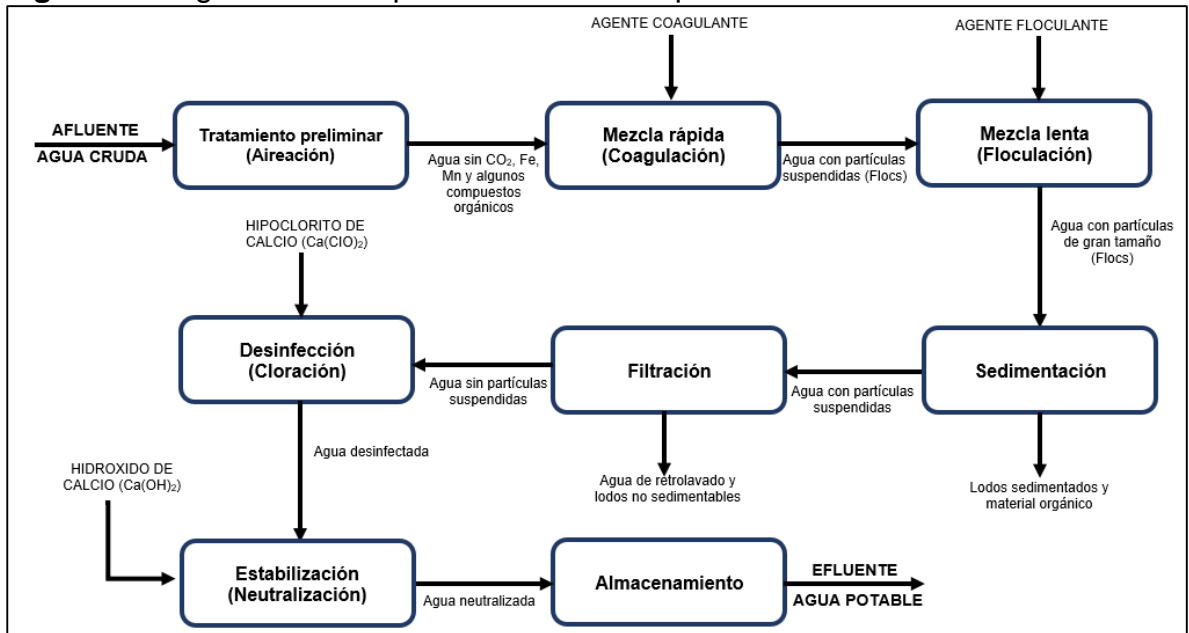 AGENTE COAGULANTE
AGENTE FLOCULANTE
AFLUENTE
AGUA CRUDA
Tratamiento preliminar
(Aireación)
Agua sin CO₂, Fe,
Mn y algunos
compuestos
orgánicos
Mezcla rápida
(Coagulación)
Agua con partículas
suspendidas (Flocs)
Mezcla lenta
(Floculación)
Agua con partículas
de gran tamaño
(Flocs)
HIPOCLORITO DE
CALCIO (Ca(ClO)₂)
Desinfección
(Cloración)
Agua sin partículas
suspendidas
Filtración
Agua con partículas
suspendidas
Sedimentación
Agua desinfectada
Agua de retrolavado y
lodos no sedimentables
Lodos sedimentados y
material orgánico
HIDROXIDO DE
CALCIO (Ca(OH)₂)
Estabilización
(Neutralización)
Agua neutralizada
Almacenamiento
EFLUENTE
AGUA POTABLE